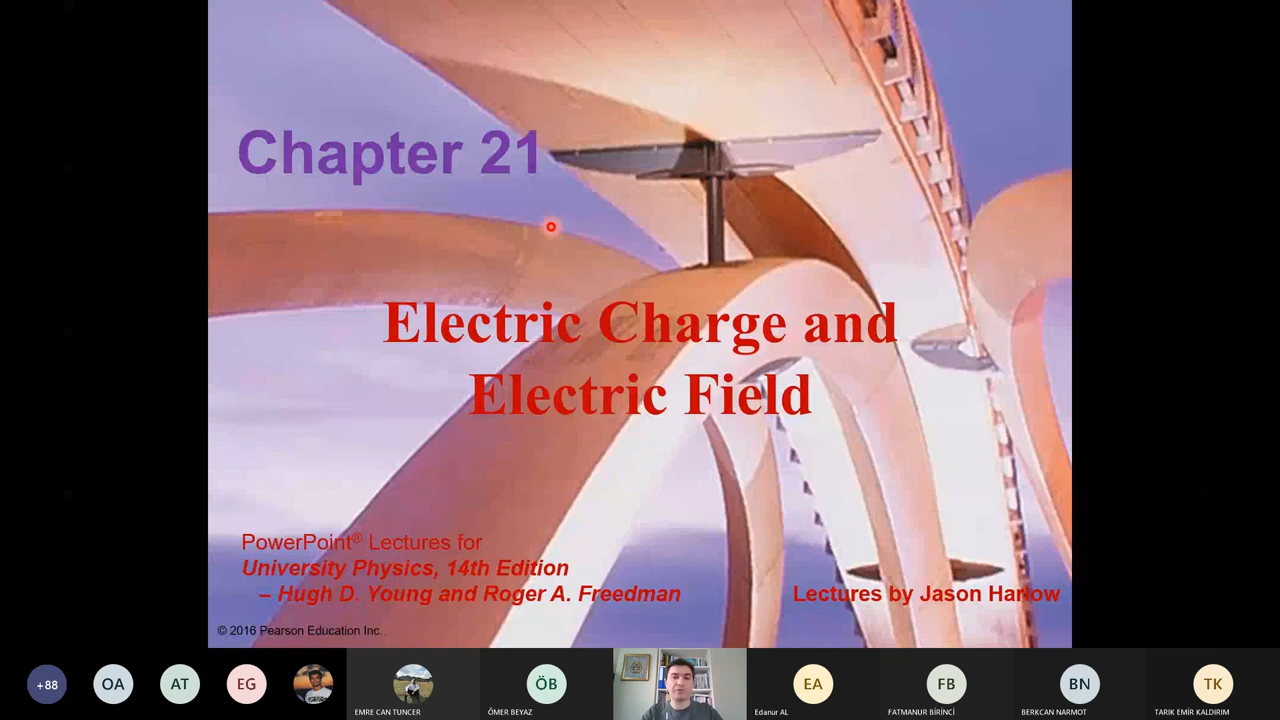 Chapter 21
Electric Charge and
Electric Field
PowerPoint® Lectures for
University Physics, 14th Edition
– Hugh D. Young and Roger A. Freedman
Lectures by Jason Harlow
© 2016 Pearson Education Inc.
+88
OA
AT
EG
EMRE CAN TUNCER
ÖB
ÖMER BEYAZ
EA
Edanur AL
FB
FATMANUR BİRİNCİ
BN
BERKCAN NARMOT
TK
TARIK EMİR KALDIRIM